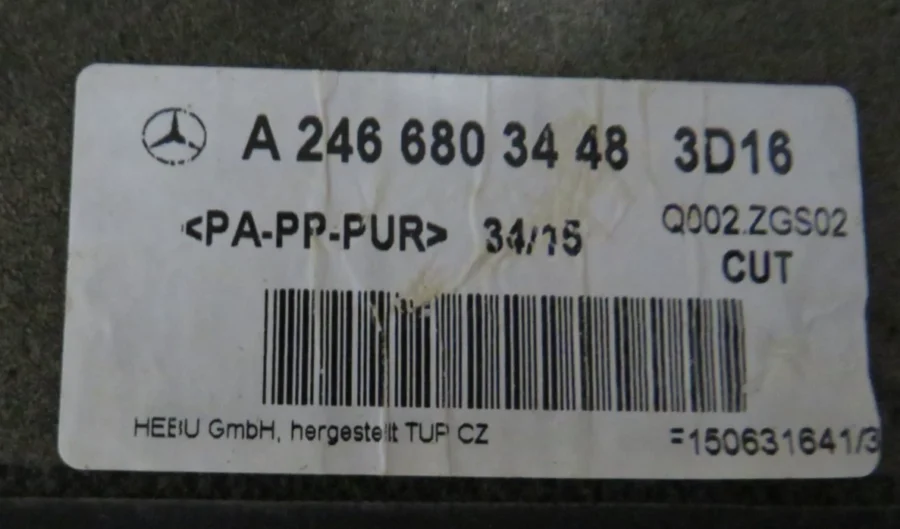 A 246 680 34 48 3D16
<PA-PP-PUR> 34/15 Q002.ZGS02
CUT
GmbH, hergestellt TUP CZ =150631641/3